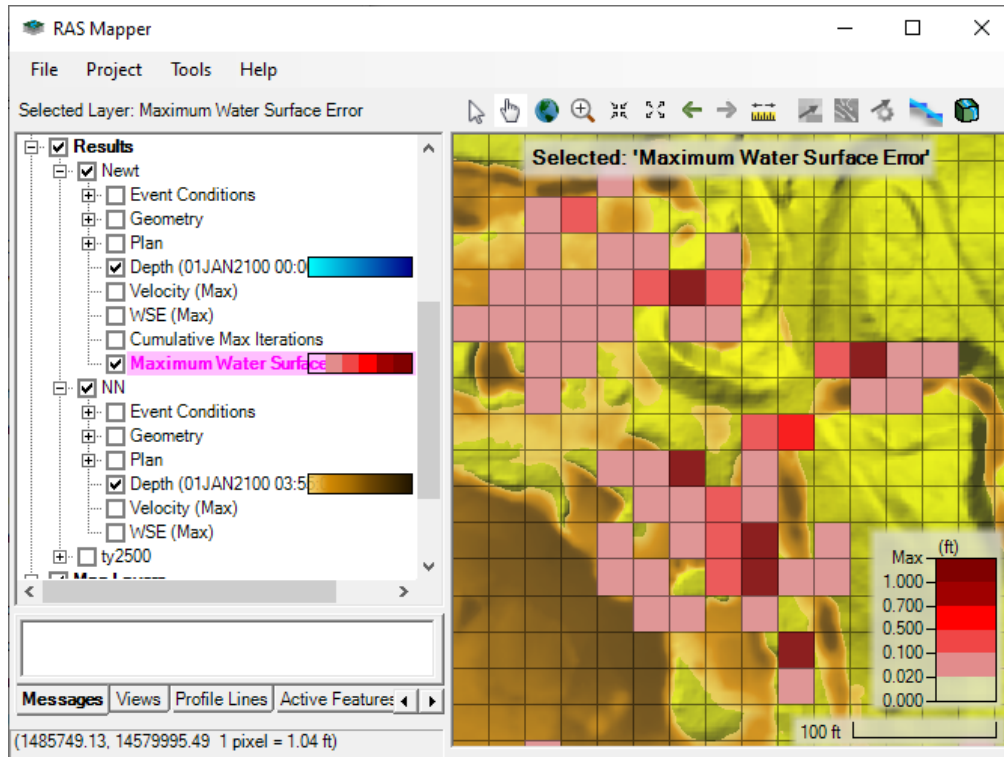 RAS Mapper
File Project Tools Help
Selected Layer: Maximum Water Surface Error
Results
Newt
Event Conditions
Geometry
Plan
Depth (01JAN2100 00:0
Velocity (Max)
WSE (Max)
Cumulative Max Iterations
Maximum Water Surface
NN
Event Conditions
Geometry
Plan
Depth (01JAN2100 03:55
Velocity (Max)
WSE (Max)
ty2500
Map Layers
Messages Views Profile Lines Active Features
(1485749.13, 14579995.49 1 pixel = 1.04 ft)
Selected: 'Maximum Water Surface Error'
(ft)
Max
1.000
0.700
0.500
0.100
0.020
0.000
100 ft